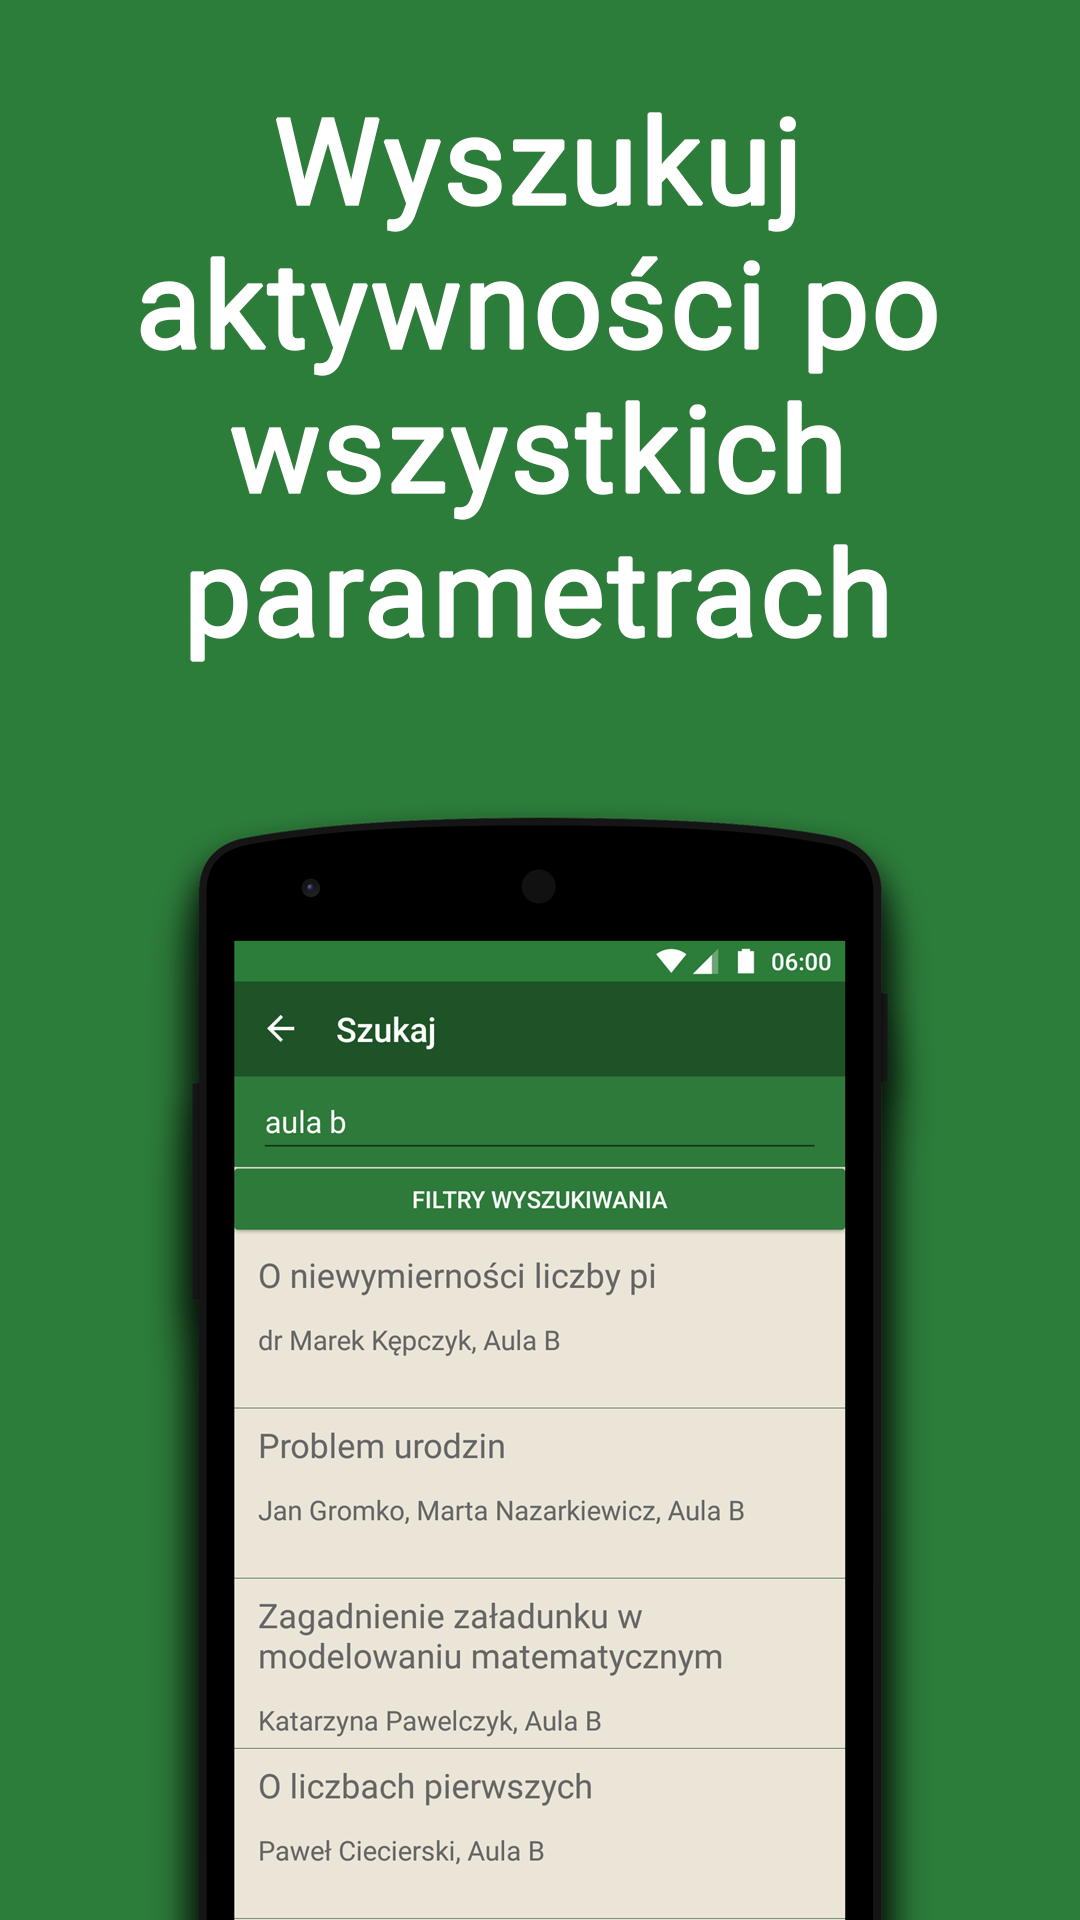 Wyszukuj
aktywności po
wszystkich
parametrach
06:00
Szukaj
aula b
FILTRY WYSZUKIWANIA
O niewymierności liczby pi
dr Marek Kępczyk, Aula B
Problem urodzin
Jan Gromko, Marta Nazarkiewicz, Aula B
Zagadnienie załadunku w
modelowaniu matematycznym
Katarzyna Pawelczyk, Aula B
O liczbach pierwszych
Paweł Ciecierski, Aula B